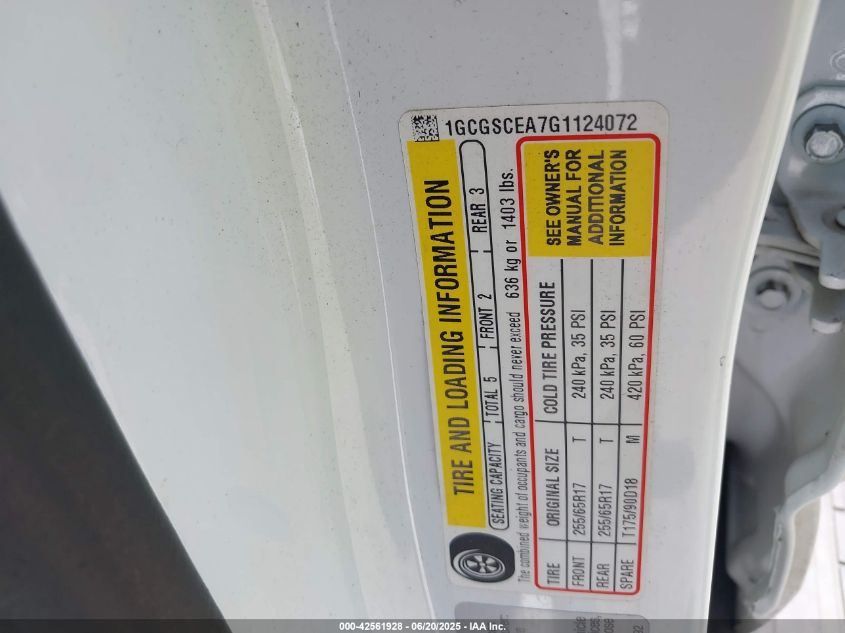 1GCGSCEA7G1124072
TIRE AND LOADING INFORMATION
SEATING CAPACITY TOTAL 5 FRONT 2 REAR 3
The combined weight of occupants and cargo should never exceed 636 kg or 1403 lbs.
TIRE ORIGINAL SIZE COLD TIRE PRESSURE
FRONT 255/65R17 T 240 kPa, 35 PSI
REAR 255/65R17 T 240 kPa, 35 PSI
SPARE T175/90D18 M 420 kPa, 60 PSI
SEE OWNER'S
MANUAL FOR
ADDITIONAL
INFORMATION
000-42561928 - 06/20/2025 - IAA Inc.